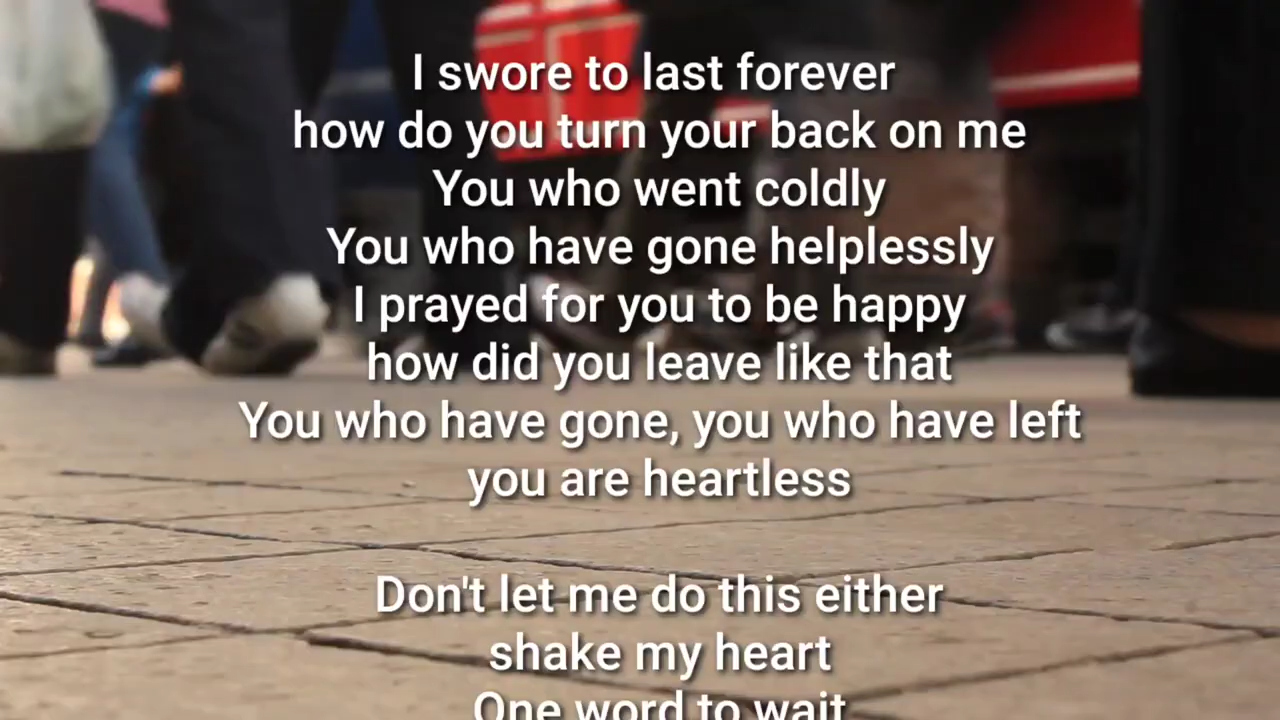 I swore to last forever
how do you turn your back on me
You who went coldly
You who have gone helplessly
I prayed for you to be happy
how did you leave like that
You who have gone, you who have left
you are heartless
Don't let me do this either
shake my heart
One word to wait